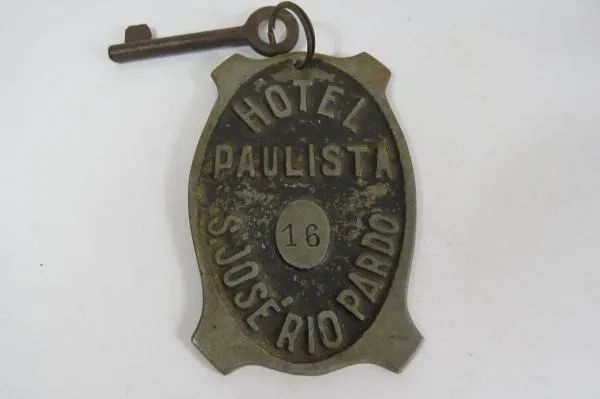 HOTEL
PAULISTA
16
S. JOSÉ RIO PARDO